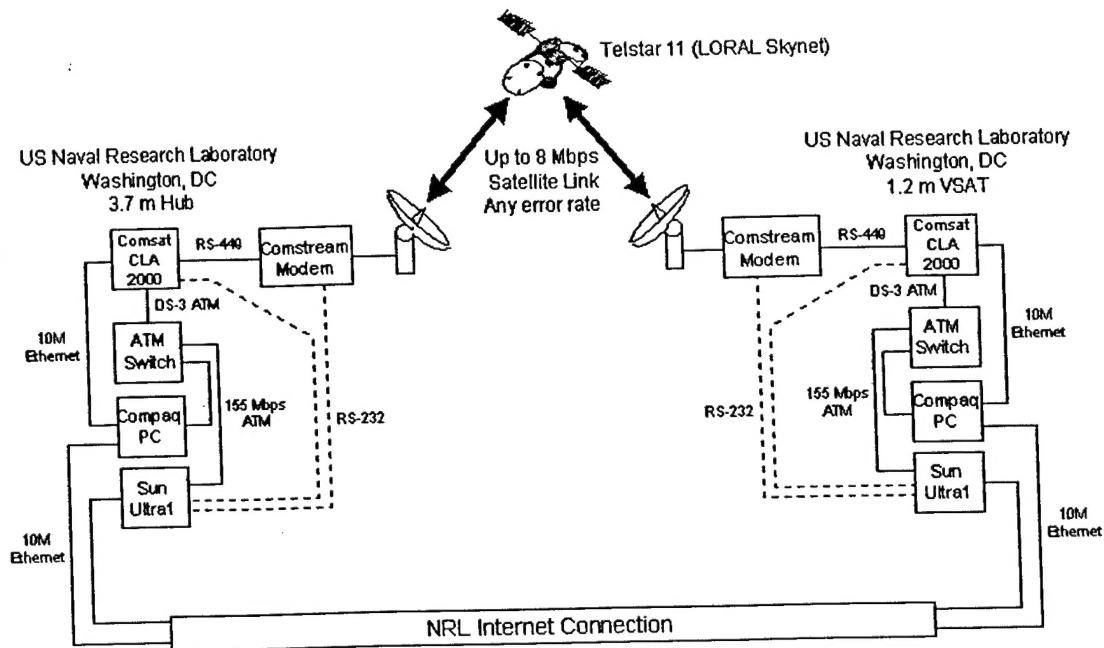 Telstar 11 (LORAL Skynet)
US Naval Research Laboratory
Washington, DC
3.7 m Hub
Up to 8 Mbps
Satellite Link
Any error rate
US Naval Research Laboratory
Washington, DC
1.2 m VSAT
Comsat
CLA
2000
RS-449
Comstream
Modem
DS-3 ATM
10M
Ethernet
ATM
Switch
Compaq
PC
155 Mbps
ATM
RS-232
Sun
Ultra1
10M
Ethernet
Comstream
Modem
RS-449
Comsat
CLA
2000
DS-3 ATM
ATM
Switch
10M
Ethernet
155 Mbps
ATM
Compaq
PC
RS-232
Sun
Ultra1
10M
Ethernet
NRL Internet Connection